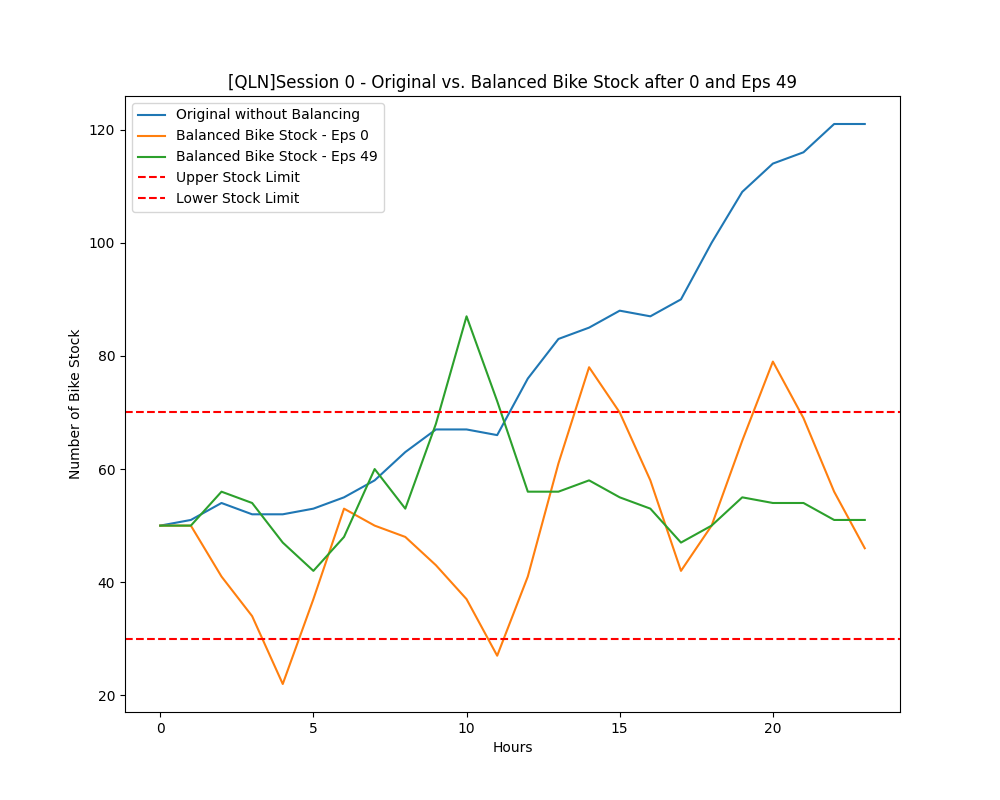 [QLN]Session 0 - Original vs. Balanced Bike Stock after 0 and Eps 49
Original without Balancing
Balanced Bike Stock - Eps 0
Balanced Bike Stock - Eps 49
Upper Stock Limit
Lower Stock Limit
120
100
80
60
40
20
Number of Bike Stock
0 5 10 15 20
Hours